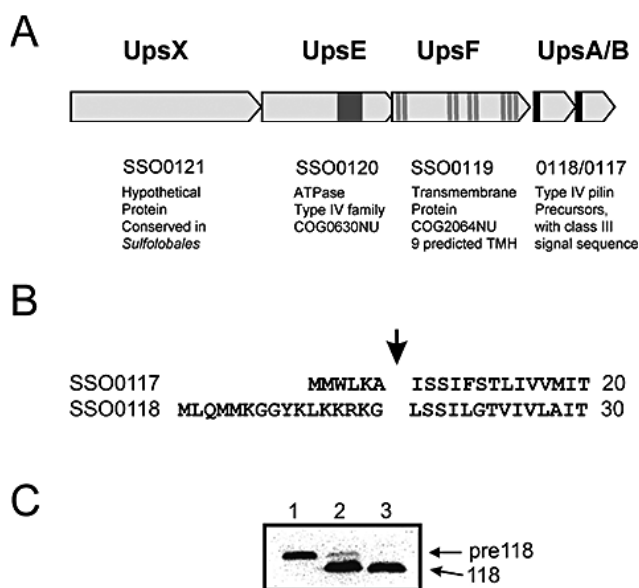 A
UpsX UpsE UpsF UpsA/B
SSO0121 SSO0120 SSO0119 0118/0117
Hypothetical ATPase Transmembrane Type IV pilin
Protein Type IV family Protein Precursors,
Conserved in COG0630NU COG2064NU with class III
Sulfolobales 9 predicted TMH signal sequence
B
SSO0117 MMWLKA ISSIFSTLIVVMIT 20
SSO0118 MLQMMKGGYKLKKRKG LSSILGTVIVLAIT 30
C
1 2 3
pre118
118